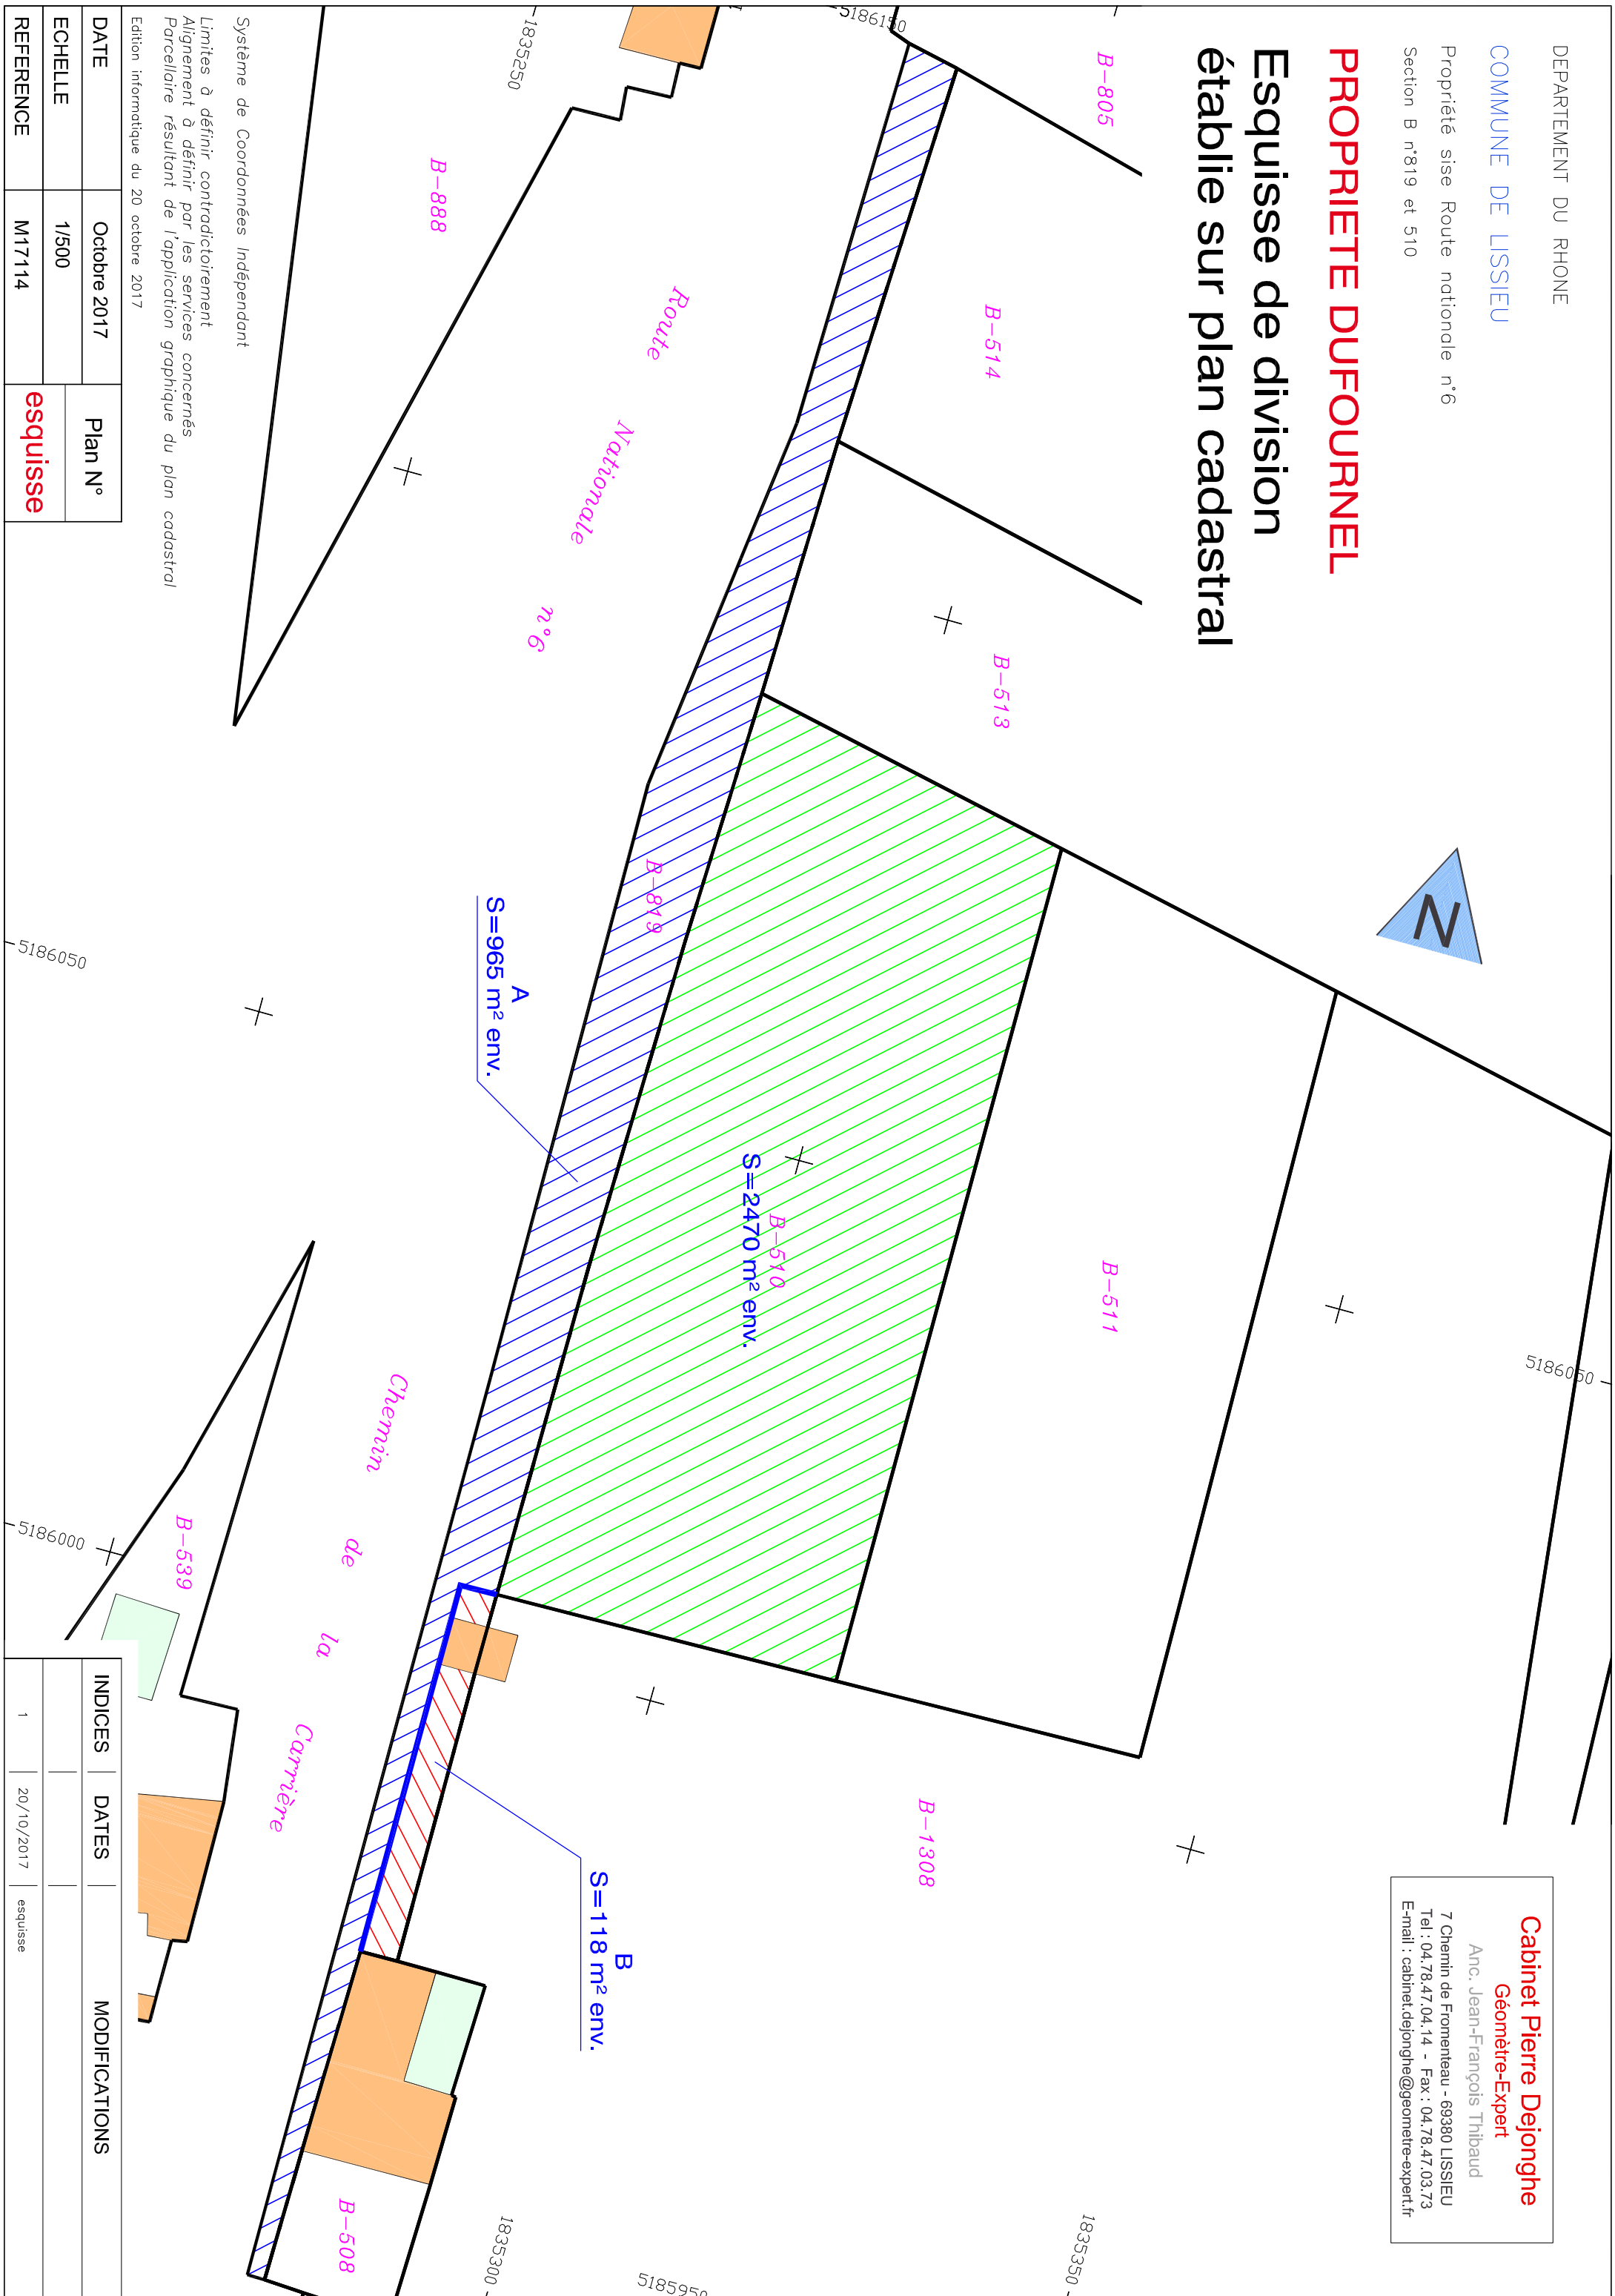 DEPARTEMENT DU RHONE
COMMUNE DE LISSIEU
Propriété sise Route nationale n°6
Section B n°819 et 510
PROPRIETE DUFOURNEL
Esquisse de division
établie sur plan cadastral
Cabinet Pierre Dejonghe
Géomètre-Expert
Anc. Jean-François Thibaud
7 Chemin de Fromenteau - 69380 LISSIEU
Tel : 04.78.47.04.14 - Fax : 04.78.47.03.73
E-mail : cabinet.dejonghe@geometre-expert.fr
N
5186050
5186150
B-805
B-514
B-513
B-511
B-1308
1835350
B-510
S=2470 m² env.
B-819
A
S=965 m² env.
B
S=118 m² env.
5185950
1835300
1835250
Route Nationale n°6
B-888
Chemin de la Carrière
B-508
B-539
5186050
5186000
Système de Coordonnées Indépendant
Limites à définir contradictoirement
Alignement à définir par les services concernés
Parcellaire résultant de l'application graphique du plan cadastral
Edition informatique du 20 octobre 2017
DATE Octobre 2017 Plan N°
ECHELLE 1/500
REFERENCE M17114 esquisse
INDICES DATES MODIFICATIONS
1 20/10/2017 esquisse